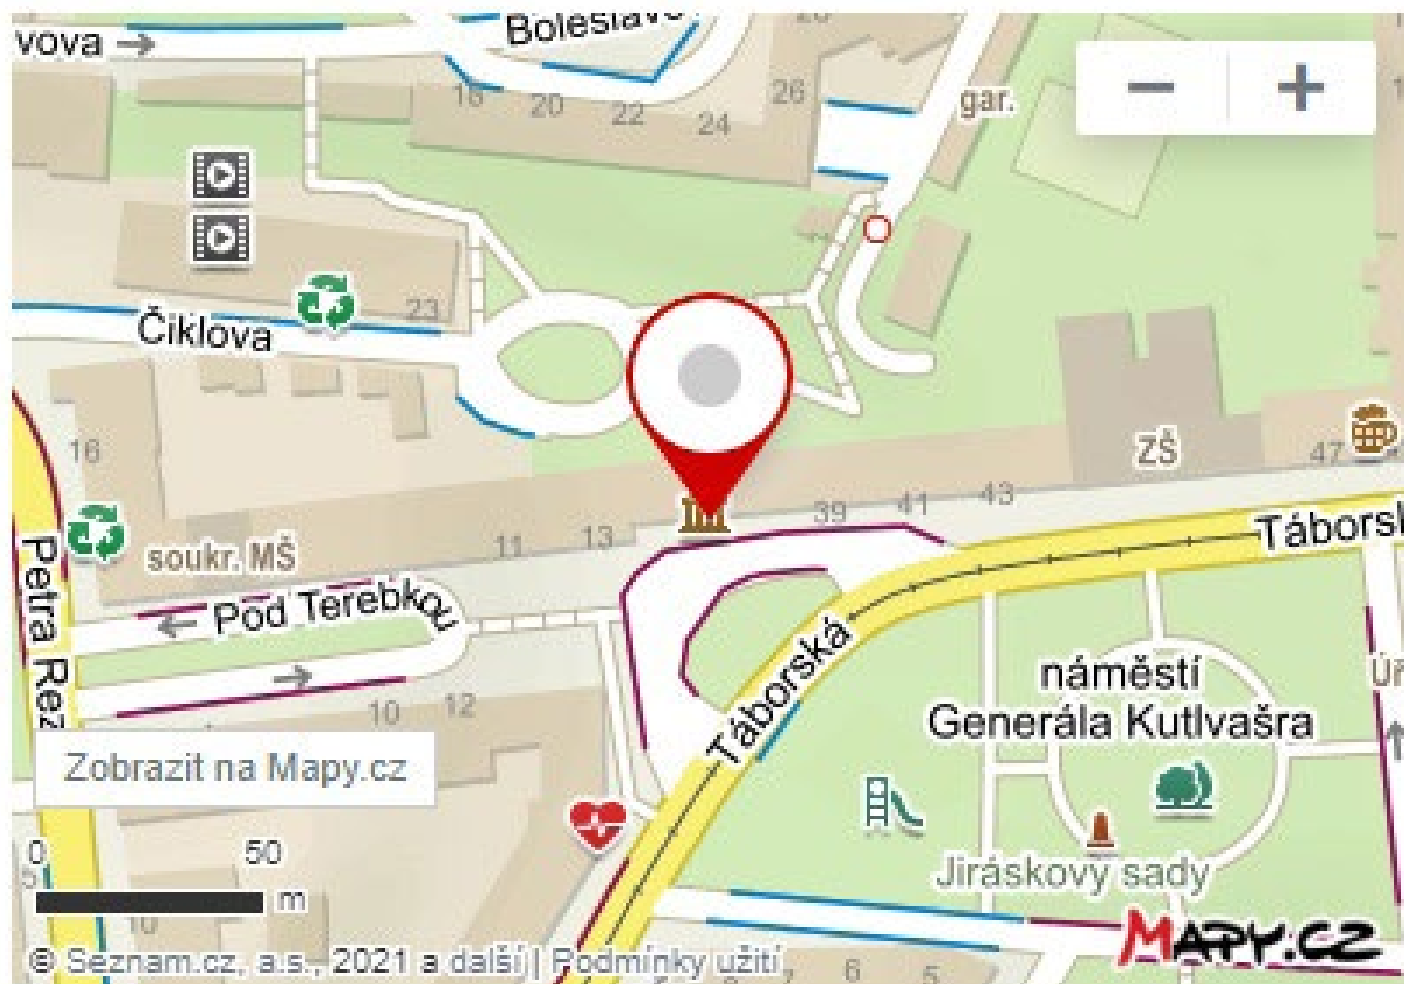 vova
gar.
18
20
22
24
26
Čiklova
23
16
ZŠ
47
39
41
43
11
13
soukr. MŠ
Táborsk
Pod Terebkou
Petra Rez
Táborská
náměstí
Generála Kutlvašra
10
12
Zobrazit na Mapy.cz
Jiráskovy sady
0
50
m
5
10
MAPY.CZ
© Seznam.cz, a.s., 2021 a další | Podmínky užití
6
5